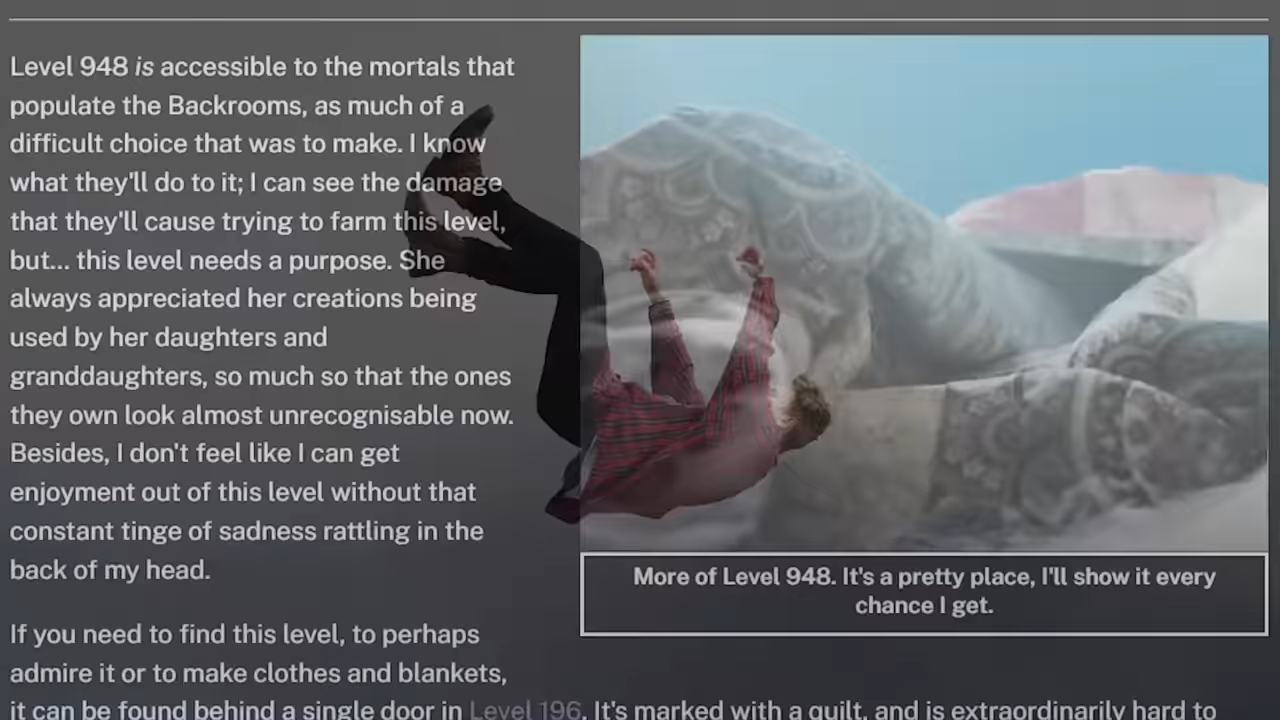 Level 948 is accessible to the mortals that
populate the Backrooms, as much of a
difficult choice that was to make. I know
what they'll do to it; I can see the damage
that they'll cause trying to farm this level,
but... this level needs a purpose. She
always appreciated her creations being
used by her daughters and
granddaughters, so much so that the ones
they own look almost unrecognisable now.
Besides, I don't feel like I can get
enjoyment out of this level without that
constant tinge of sadness rattling in the
back of my head.
If you need to find this level, to perhaps
admire it or to make clothes and blankets,
it can be found behind a single door in Level 196. It's marked with a quilt, and is extraordinarily hard to
More of Level 948. It's a pretty place, I'll show it every
chance I get.